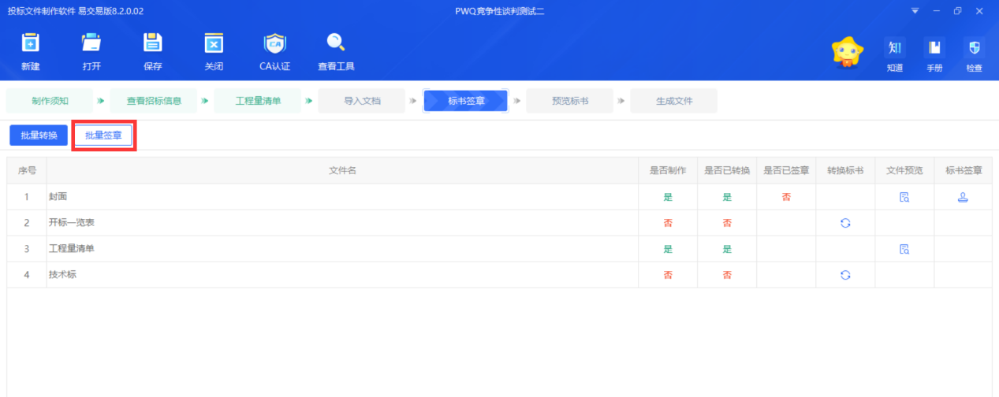 投标文件制作软件 易交易版8.2.0.02
PWQ竞争性谈判测试二
新建 打开 保存 关闭 CA认证 查看工具
知道 手册 检查
制作须知 查看招标信息 工程量清单 导入文档 标书签章 预览标书 生成文件
批量转换 批量签章
序号 文件名 是否制作 是否已转换 是否已签章 转换标书 文件预览 标书签章
1 封面 是 是 否
2 开标一览表 否 否
3 工程量清单 是 是
4 技术标 否 否